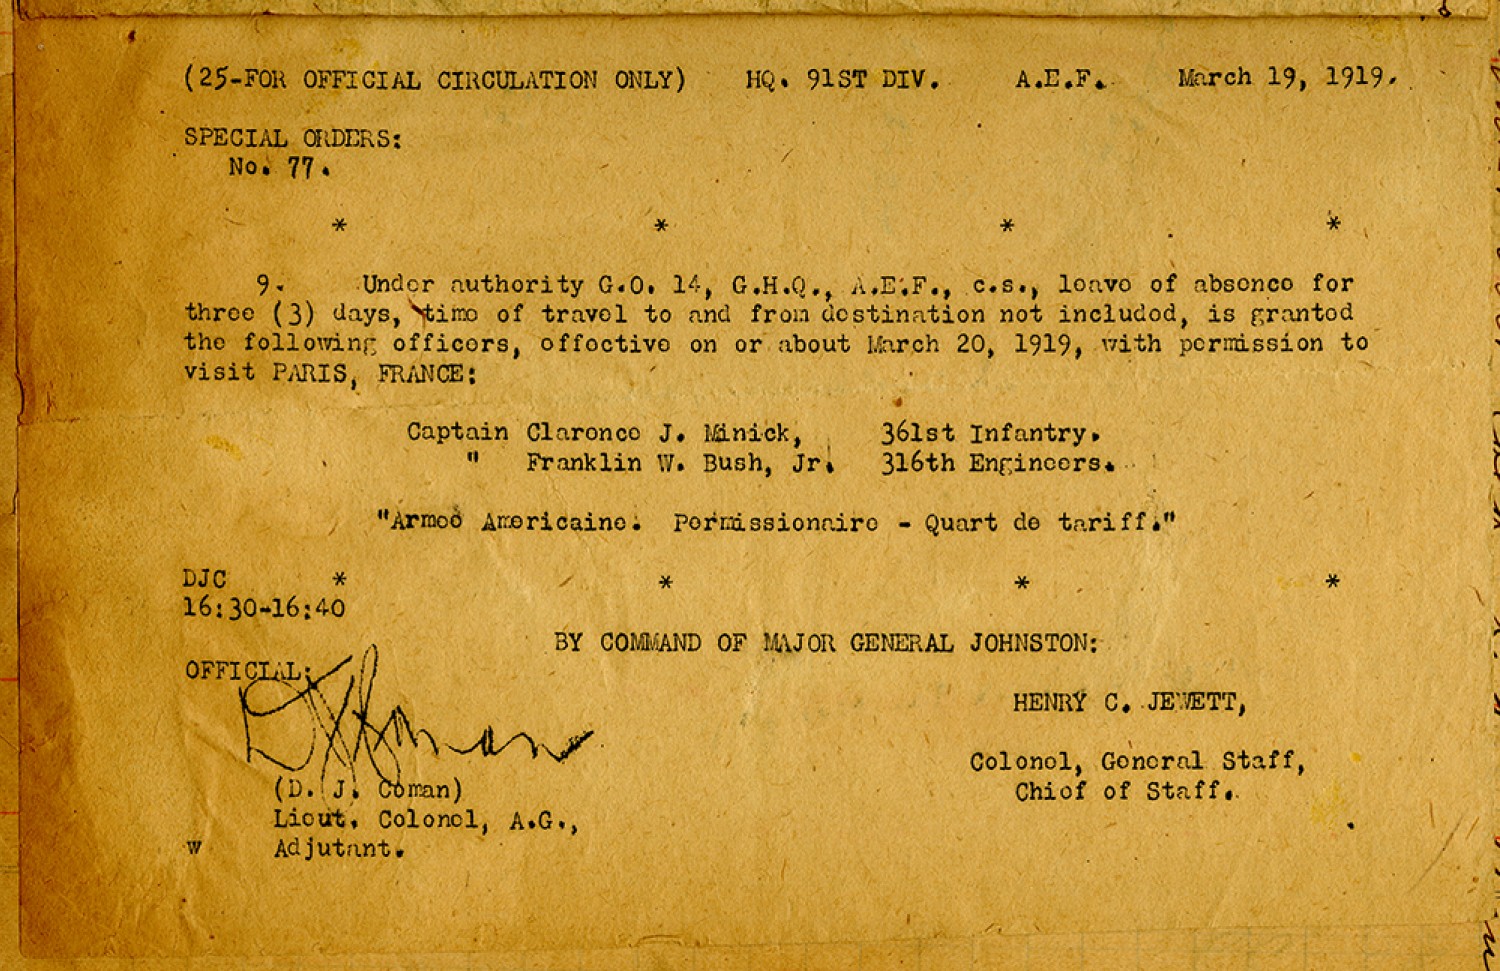 (25-FOR OFFICIAL CIRCULATION ONLY) HQ. 91ST DIV. A.E.F. March 19, 1919.
SPECIAL ORDERS:
No. 77.
* * * *
9. Under authority G.O. 14, G.H.Q., A.E.F., c.s., leave of absence for
three (3) days, time of travel to and from destination not included, is granted
the following officers, effective on or about March 20, 1919, with permission to
visit PARIS, FRANCE:
Captain Clarence J. Minick, 361st Infantry.
" Franklin W. Bush, Jr. 316th Engineers.
"Armee Americaine. Permissionaire - Quart de tariff."
DJC * * * *
16:30-16:40
BY COMMAND OF MAJOR GENERAL JOHNSTON:
OFFICIAL:
DJComan
HENRY C. JEWETT,
Colonel, General Staff,
Chief of Staff.
(D. J. Coman)
Lieut. Colonel, A.G.,
w Adjutant.